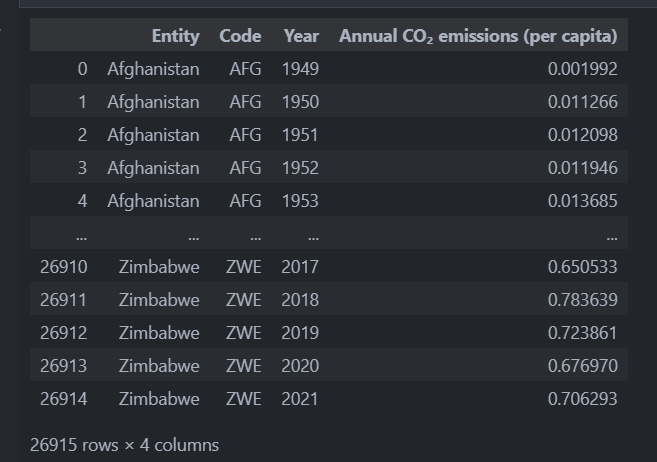 Entity Code Year Annual CO₂ emissions (per capita)
0 Afghanistan AFG 1949 0.001992
1 Afghanistan AFG 1950 0.011266
2 Afghanistan AFG 1951 0.012098
3 Afghanistan AFG 1952 0.011946
4 Afghanistan AFG 1953 0.013685
... ... ... ... ...
26910 Zimbabwe ZWE 2017 0.650533
26911 Zimbabwe ZWE 2018 0.783639
26912 Zimbabwe ZWE 2019 0.723861
26913 Zimbabwe ZWE 2020 0.676970
26914 Zimbabwe ZWE 2021 0.706293
26915 rows × 4 columns